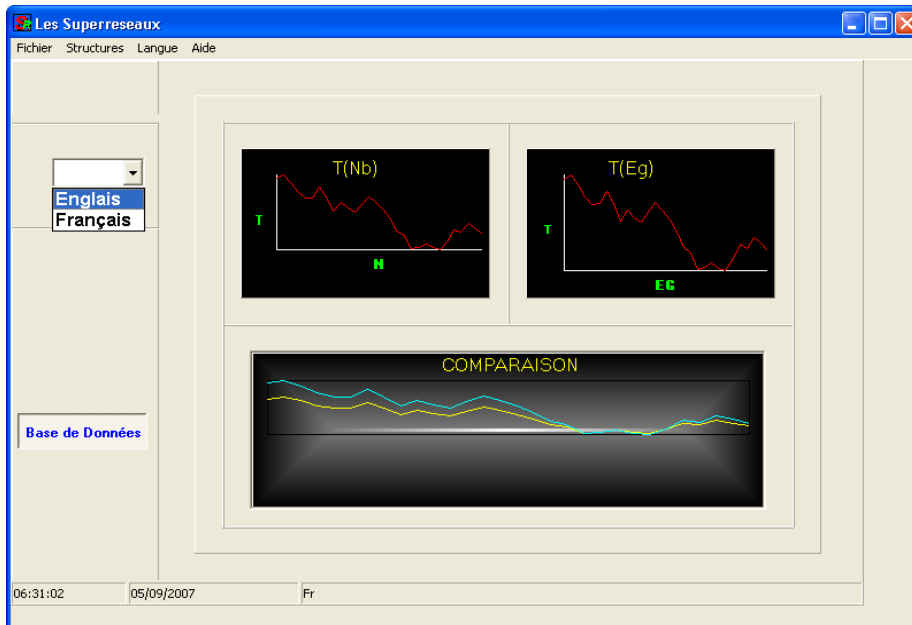 Les Superreseaux
Fichier Structures Langue Aide
T(Nb)
T
N
T(Eg)
T
EG
Englais
Français
COMPARAISON
Base de Données
06:31:02 05/09/2007 Fr